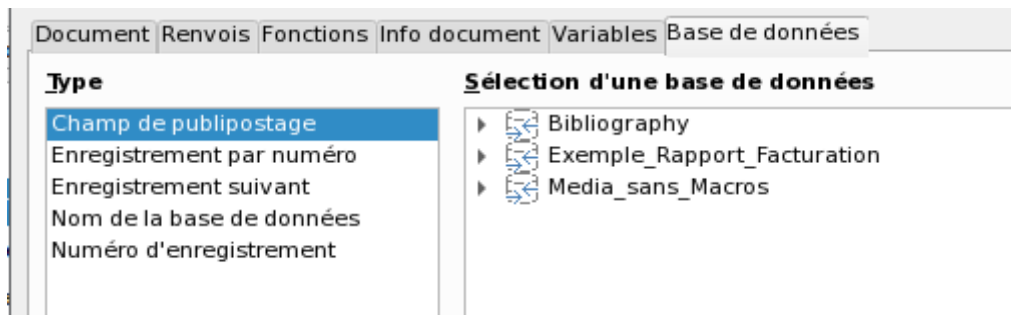 Document Renvois Fonctions Info document Variables Base de données
Type
Champ de publipostage
Enregistrement par numéro
Enregistrement suivant
Nom de la base de données
Numéro d'enregistrement
Sélection d'une base de données
Bibliography
Exemple_Rapport_Facturation
Media_sans_Macros